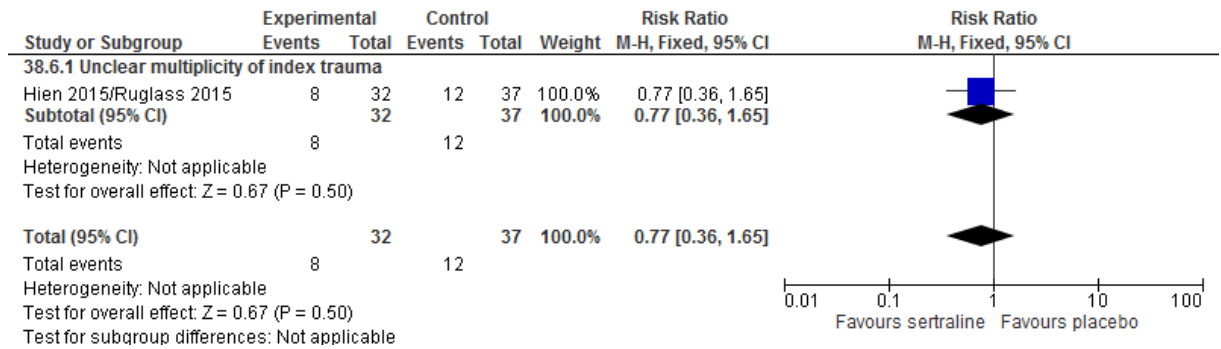 Experimental Control Risk Ratio Risk Ratio
Study or Subgroup Events Total Events Total Weight M-H, Fixed, 95% CI M-H, Fixed, 95% CI
38.6.1 Unclear multiplicity of index trauma
Hien 2015/Ruglass 2015 8 32 12 37 100.0% 0.77 [0.36, 1.65]
Subtotal (95% CI) 32 37 100.0% 0.77 [0.36, 1.65]
Total events 8 12
Heterogeneity: Not applicable
Test for overall effect: Z = 0.67 (P = 0.50)
Total (95% CI) 32 37 100.0% 0.77 [0.36, 1.65]
Total events 8 12
Heterogeneity: Not applicable
Test for overall effect: Z = 0.67 (P = 0.50)
Test for subgroup differences: Not applicable
0.01 0.1 1 10 100
Favours sertraline Favours placebo